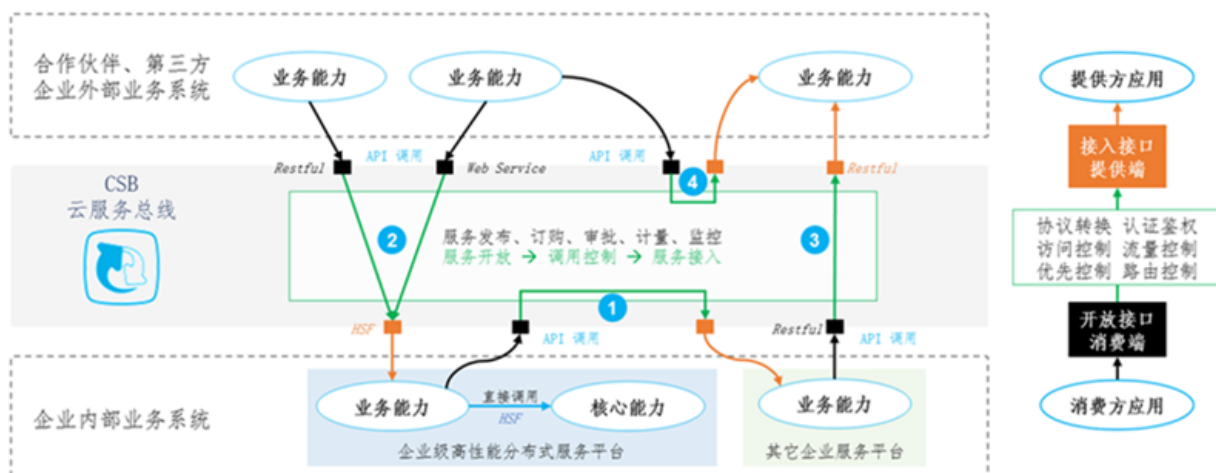 合作伙伴、第三方
企业外部业务系统
业务能力
业务能力
业务能力
提供方应用
API 调用
API 调用
Restful
Web Service
Restful
接入接口
提供端
CSB
云服务总线
4
2
3
服务发布、订购、审批、计量、监控
服务开放 → 调用控制 → 服务接入
1
协议转换 认证鉴权
访问控制 流量控制
优先控制 路由控制
HSF
API 调用
Restful
API 调用
开放接口
消费端
企业内部业务系统
业务能力
直接调用
HSF
核心能力
业务能力
消费方应用
企业级高性能分布式服务平台
其它企业服务平台